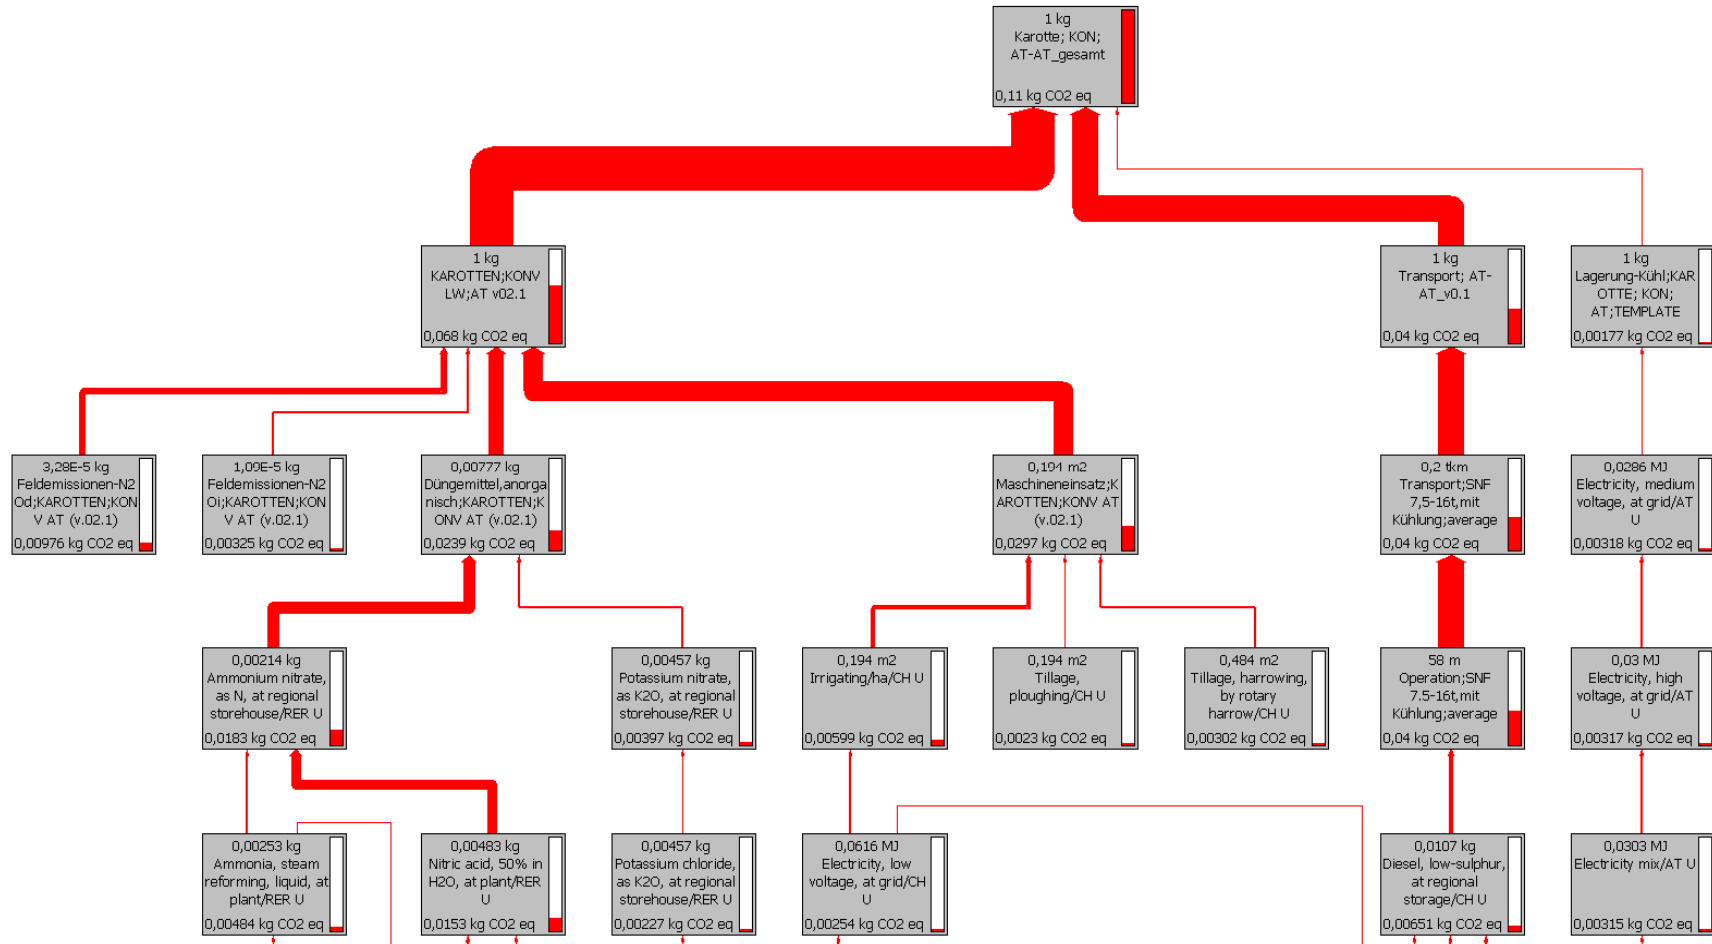 1 kg
Karotte; KON;
AT-AT_gesamt
0,11 kg CO2 eq
1 kg
KAROTTEN;KONV
LW;AT v02.1
0,068 kg CO2 eq
1 kg
Transport; AT-
AT_v0.1
0,04 kg CO2 eq
1 kg
Lagerung-Kühl;KAR
OTTE; KON;
AT;TEMPLATE
0,00177 kg CO2 eq
3,28E-5 kg
Feldemissionen-N2
Od;KAROTTEN;KON
V AT (v.02.1)
0,00976 kg CO2 eq
1,09E-5 kg
Feldemissionen-N2
Oi;KAROTTEN;KON
V AT (v.02.1)
0,00325 kg CO2 eq
0,00777 kg
Düngemittel,anorga
nisch;KAROTTEN;K
ONV AT (v.02.1)
0,0239 kg CO2 eq
0,194 m2
Maschineneinsatz;K
AROTTEN;KONV AT
(v.02.1)
0,0297 kg CO2 eq
0,2 tkm
Transport;SNF
7,5-16t,mit
Kühlung;average
0,04 kg CO2 eq
0,0286 MJ
Electricity, medium
voltage, at grid/AT
U
0,00318 kg CO2 eq
0,00214 kg
Ammonium nitrate,
as N, at regional
storehouse/RER U
0,0183 kg CO2 eq
0,00457 kg
Potassium nitrate,
as K2O, at regional
storehouse/RER U
0,00397 kg CO2 eq
0,194 m2
Irrigating/ha/CH U
0,00599 kg CO2 eq
0,194 m2
Tillage,
ploughing/CH U
0,0023 kg CO2 eq
0,484 m2
Tillage, harrowing,
by rotary
harrow/CH U
0,00302 kg CO2 eq
58 m
Operation;SNF
7.5-16t,mit
Kühlung;average
0,04 kg CO2 eq
0,03 MJ
Electricity, high
voltage, at grid/AT
U
0,00317 kg CO2 eq
0,00253 kg
Ammonia, steam
reforming, liquid, at
plant/RER U
0,00484 kg CO2 eq
0,00483 kg
Nitric acid, 50% in
H2O, at plant/RER
U
0,0153 kg CO2 eq
0,00457 kg
Potassium chloride,
as K2O, at regional
storehouse/RER U
0,00227 kg CO2 eq
0,0616 MJ
Electricity, low
voltage, at grid/CH
U
0,00254 kg CO2 eq
0,0107 kg
Diesel, low-sulphur,
at regional
storage/CH U
0,00651 kg CO2 eq
0,0303 MJ
Electricity mix/AT U
0,00315 kg CO2 eq